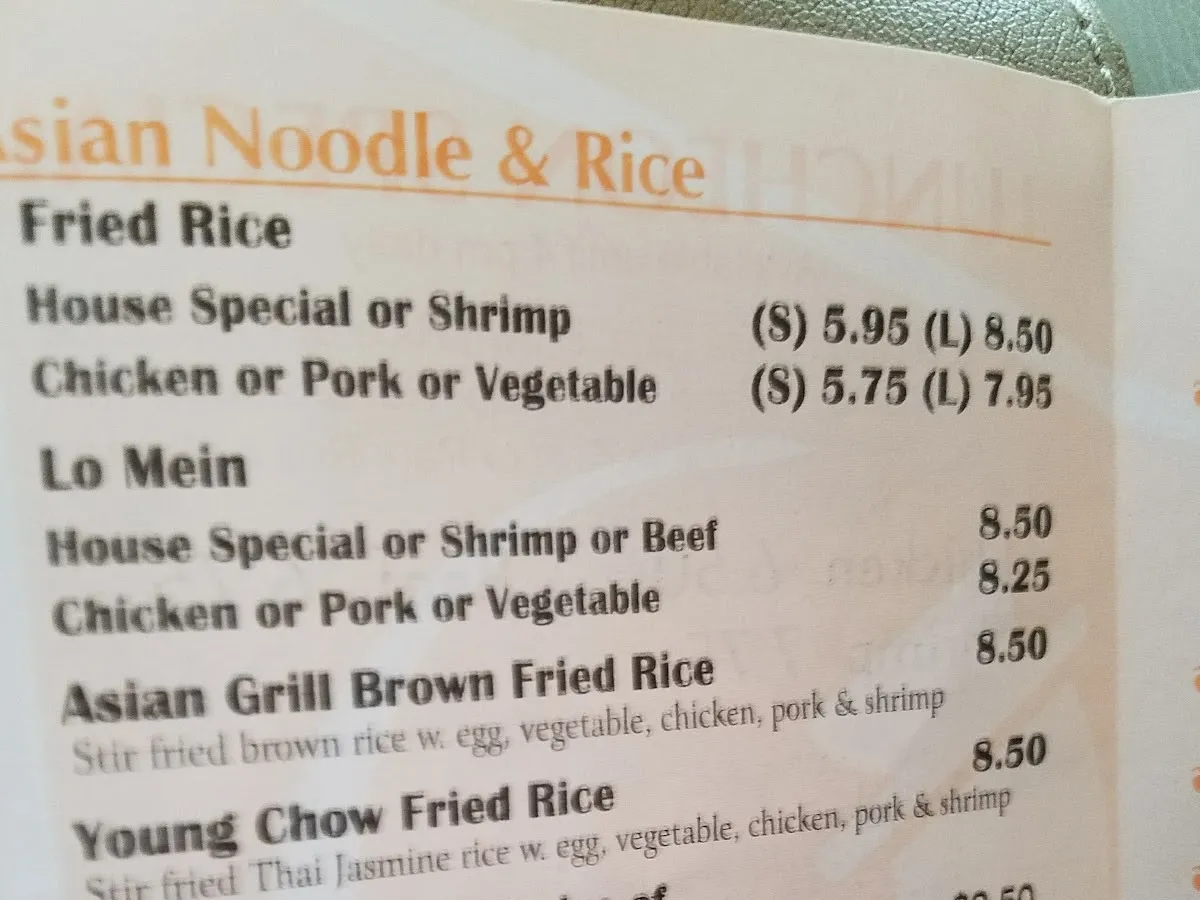 Asian Noodle & Rice
Fried Rice
House Special or Shrimp (S) 5.95 (L) 8.50
Chicken or Pork or Vegetable (S) 5.75 (L) 7.95
Lo Mein
House Special or Shrimp or Beef 8.50
Chicken or Pork or Vegetable 8.25
Asian Grill Brown Fried Rice 8.50
Stir fried brown rice w. egg, vegetable, chicken, pork & shrimp
Young Chow Fried Rice 8.50
Stir fried Thai Jasmine rice w. egg, vegetable, chicken, pork & shrimp
of